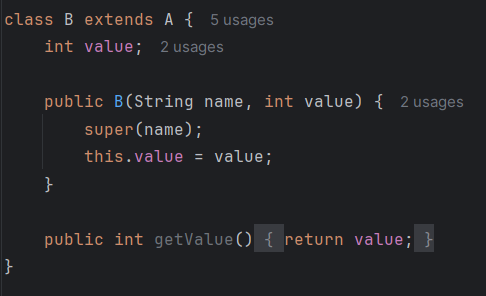 class B extends A { 5 usages
    int value; 2 usages
    public B(String name, int value) { 2 usages
        super(name);
        this.value = value;
    }
    public int getValue() { return value; }
}